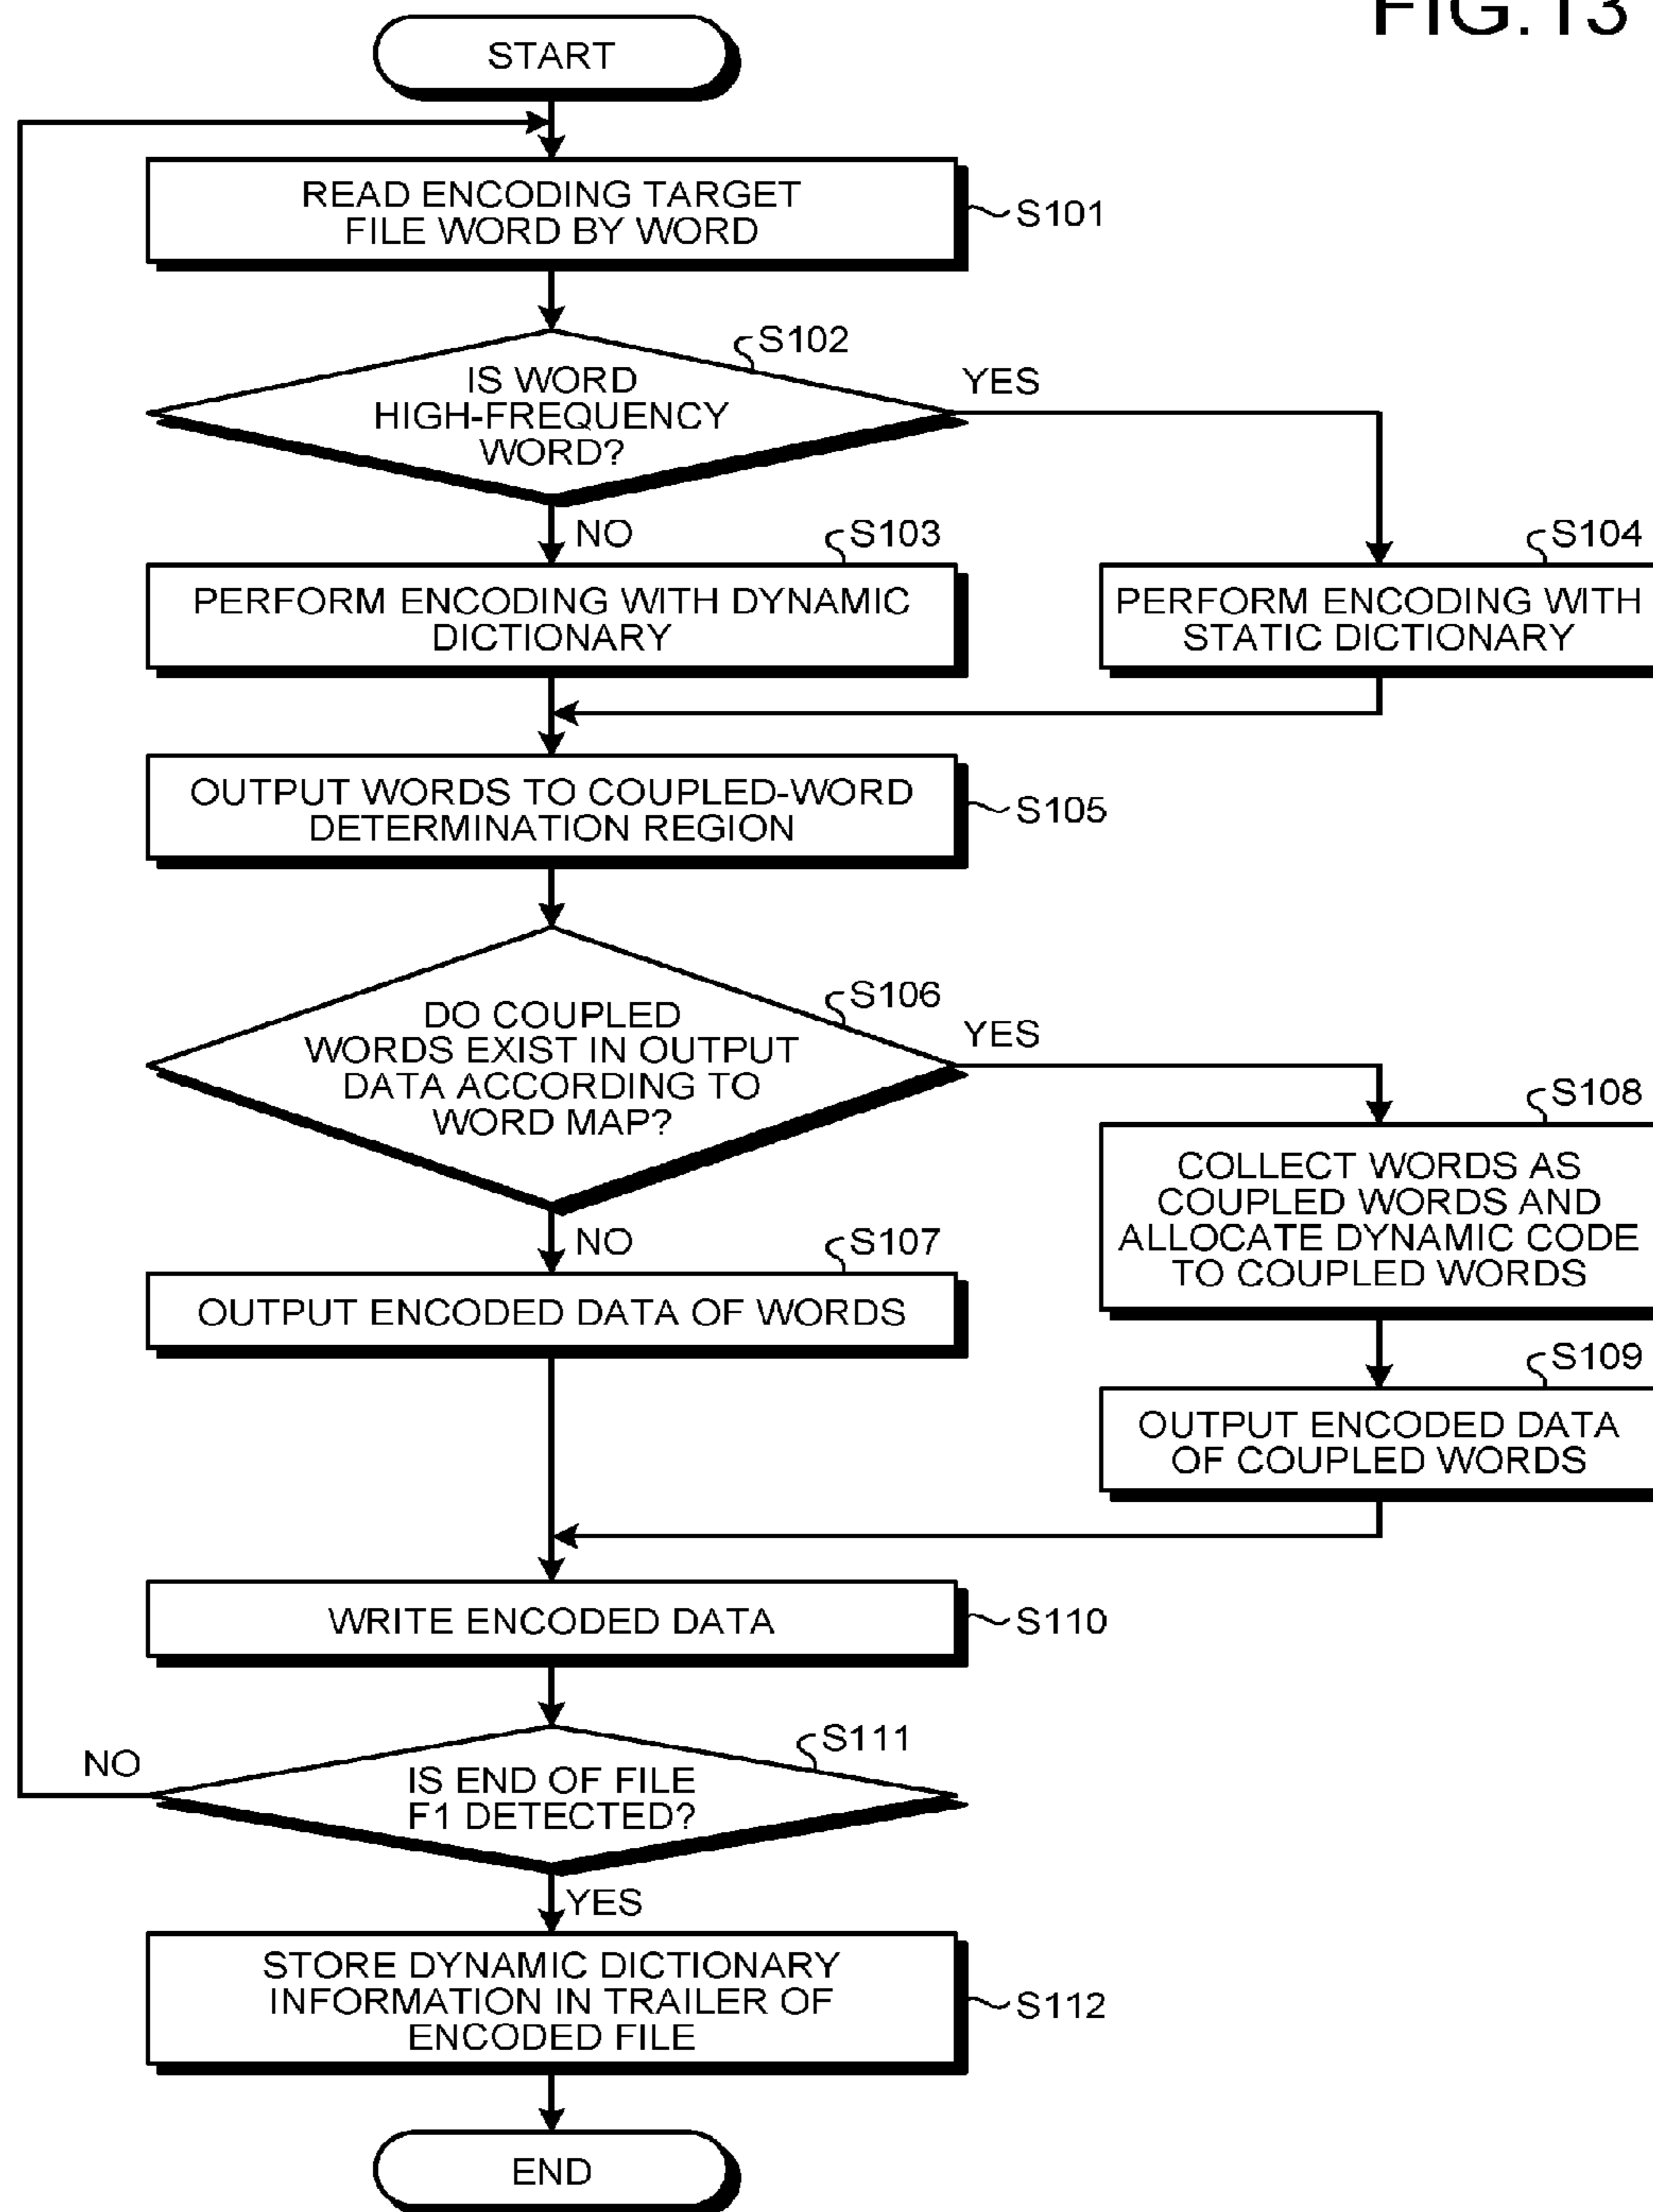 FIG.13
START
READ ENCODING TARGET
FILE WORD BY WORD
S101
S102
IS WORD
HIGH-FREQUENCY
WORD?
YES
NO
S103
PERFORM ENCODING WITH DYNAMIC
DICTIONARY
S104
PERFORM ENCODING WITH
STATIC DICTIONARY
OUTPUT WORDS TO COUPLED-WORD
DETERMINATION REGION
S105
S106
DO COUPLED
WORDS EXIST IN OUTPUT
DATA ACCORDING TO
WORD MAP?
YES
NO
S107
OUTPUT ENCODED DATA OF WORDS
S108
COLLECT WORDS AS
COUPLED WORDS AND
ALLOCATE DYNAMIC CODE
TO COUPLED WORDS
S109
OUTPUT ENCODED DATA
OF COUPLED WORDS
WRITE ENCODED DATA
S110
S111
IS END OF FILE
F1 DETECTED?
NO
YES
STORE DYNAMIC DICTIONARY
INFORMATION IN TRAILER OF
ENCODED FILE
S112
END